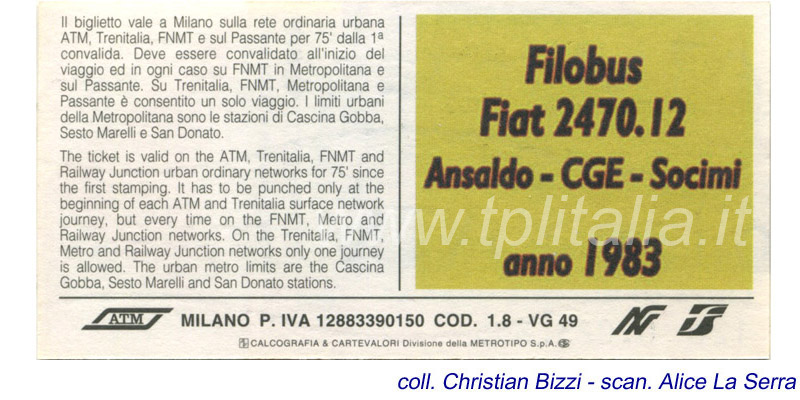 Il biglietto vale a Milano sulla rete ordinaria urbana
ATM, Trenitalia, FNMT e sul Passante per 75' dalla 1ª
convalida. Deve essere convalidato all'inizio del
viaggio ed in ogni caso su FNMT in Metropolitana e
sul Passante. Su Trenitalia, FNMT, Metropolitana e
Passante è consentito un solo viaggio. I limiti urbani
della Metropolitana sono le stazioni di Cascina Gobba,
Sesto Marelli e San Donato.
The ticket is valid on the ATM, Trenitalia, FNMT and
Railway Junction urban ordinary networks for 75' since
the first stamping. It has to be punched only at the
beginning of each ATM and Trenitalia surface network
journey, but every time on the FNMT, Metro and
Railway Junction networks. On the Trenitalia, FNMT,
Metro and Railway Junction networks only one journey
is allowed. The urban metro limits are the Cascina
Gobba, Sesto Marelli and San Donato stations.
Filobus
Fiat 2470.12
Ansaldo - CGE - Socimi
anno 1983
www.tplitalia.it
ATM MILANO P. IVA 12883390150 COD. 1.8 - VG 49
CALCOGRAFIA & CARTEVALORI Divisione della METROTIPO S.p.A.
coll. Christian Bizzi - scan. Alice La Serra